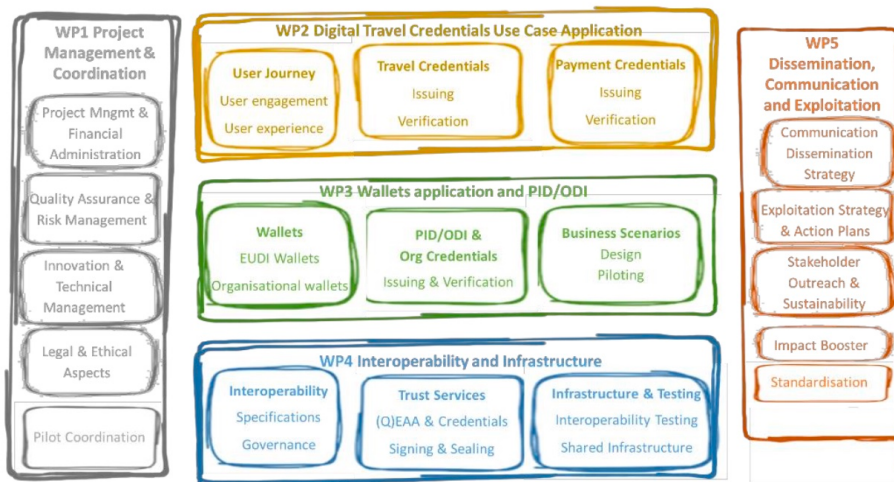 WP1 Project
Management &
Coordination
Project Mngmt &
Financial
Administration
Quality Assurance &
Risk Management
Innovation &
Technical
Management
Legal & Ethical
Aspects
Pilot Coordination
WP2 Digital Travel Credentials Use Case Application
User Journey
User engagement
User experience
Travel Credentials
Issuing
Verification
Payment Credentials
Issuing
Verification
WP3 Wallets application and PID/ODI
Wallets
EUDI Wallets
Organisational wallets
PID/ODI &
Org Credentials
Issuing & Verification
Business Scenarios
Design
Piloting
WP4 Interoperability and Infrastructure
Interoperability
Specifications
Governance
Trust Services
(Q)EAA & Credentials
Signing & Sealing
Infrastructure & Testing
Interoperability Testing
Shared Infrastructure
WP5
Dissemination,
Communication
and Exploitation
Communication
Dissemination
Strategy
Exploitation Strategy
& Action Plans
Stakeholder
Outreach &
Sustainability
Impact Booster
Standardisation